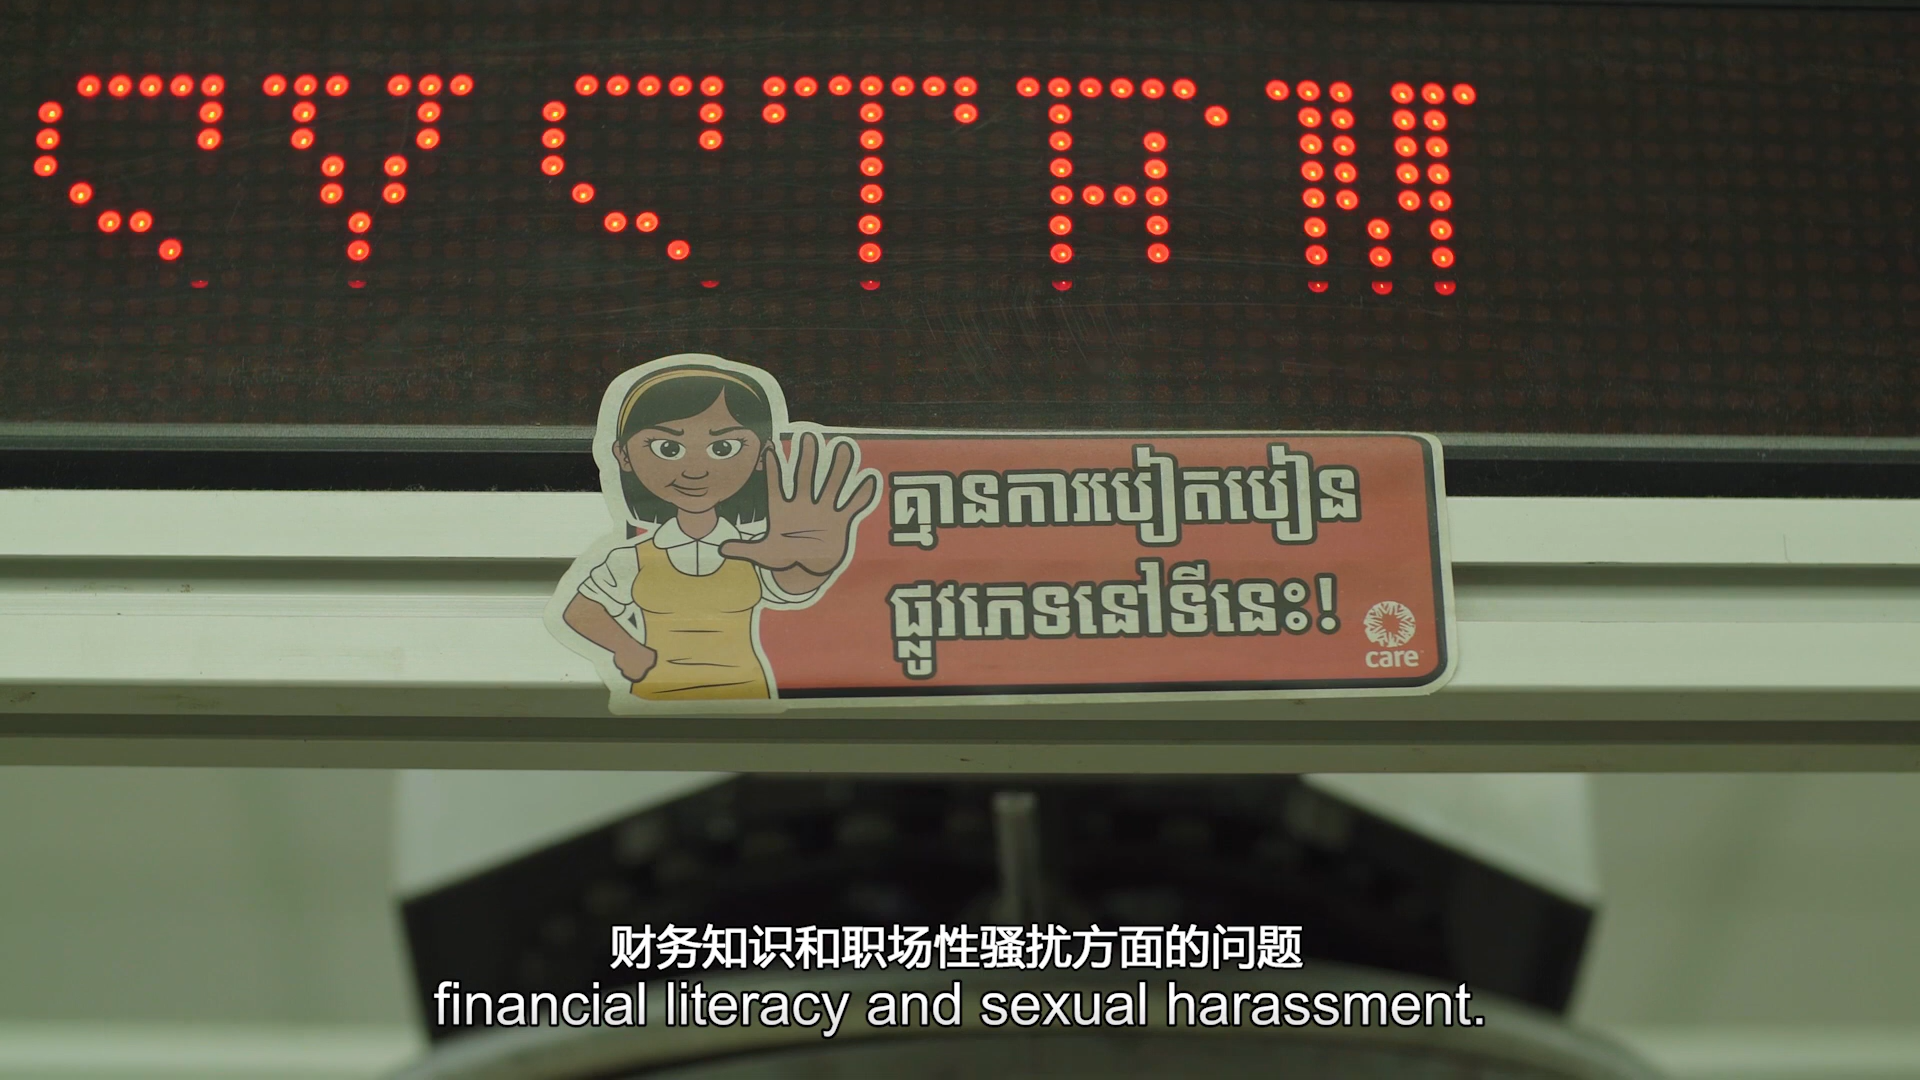 SYSTEM
គ្មានការបៀតបៀន
ផ្លូវភេទនៅទីនេះ!
care
财务知识和职场性骚扰方面的问题
financial literacy and sexual harassment.